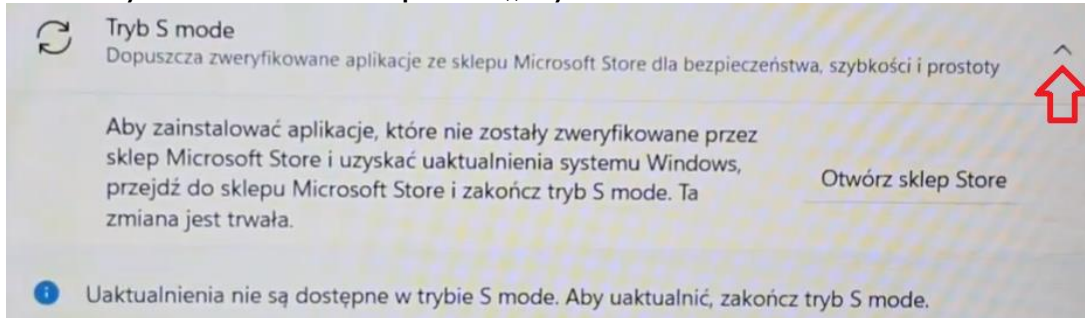 Tryb S mode
Dopuszcza zweryfikowane aplikacje ze sklepu Microsoft Store dla bezpieczeństwa, szybkości i prostoty
Aby zainstalować aplikacje, które nie zostały zweryfikowane przez
sklep Microsoft Store i uzyskać uaktualnienia systemu Windows,
przejdź do sklepu Microsoft Store i zakończ tryb S mode. Ta
zmiana jest trwała.
Otwórz sklep Store
Uaktualnienia nie są dostępne w trybie S mode. Aby uaktualnić, zakończ tryb S mode.